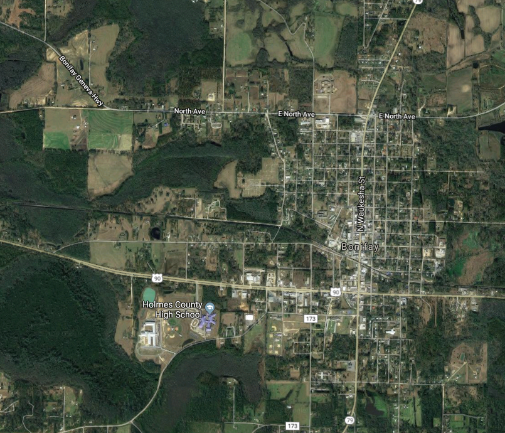 Bonifay Geneva Hwy
North Ave
E North Ave
E North Ave
N Waukesha St
Bonifay
90
90
Holmes County
High School
173
173